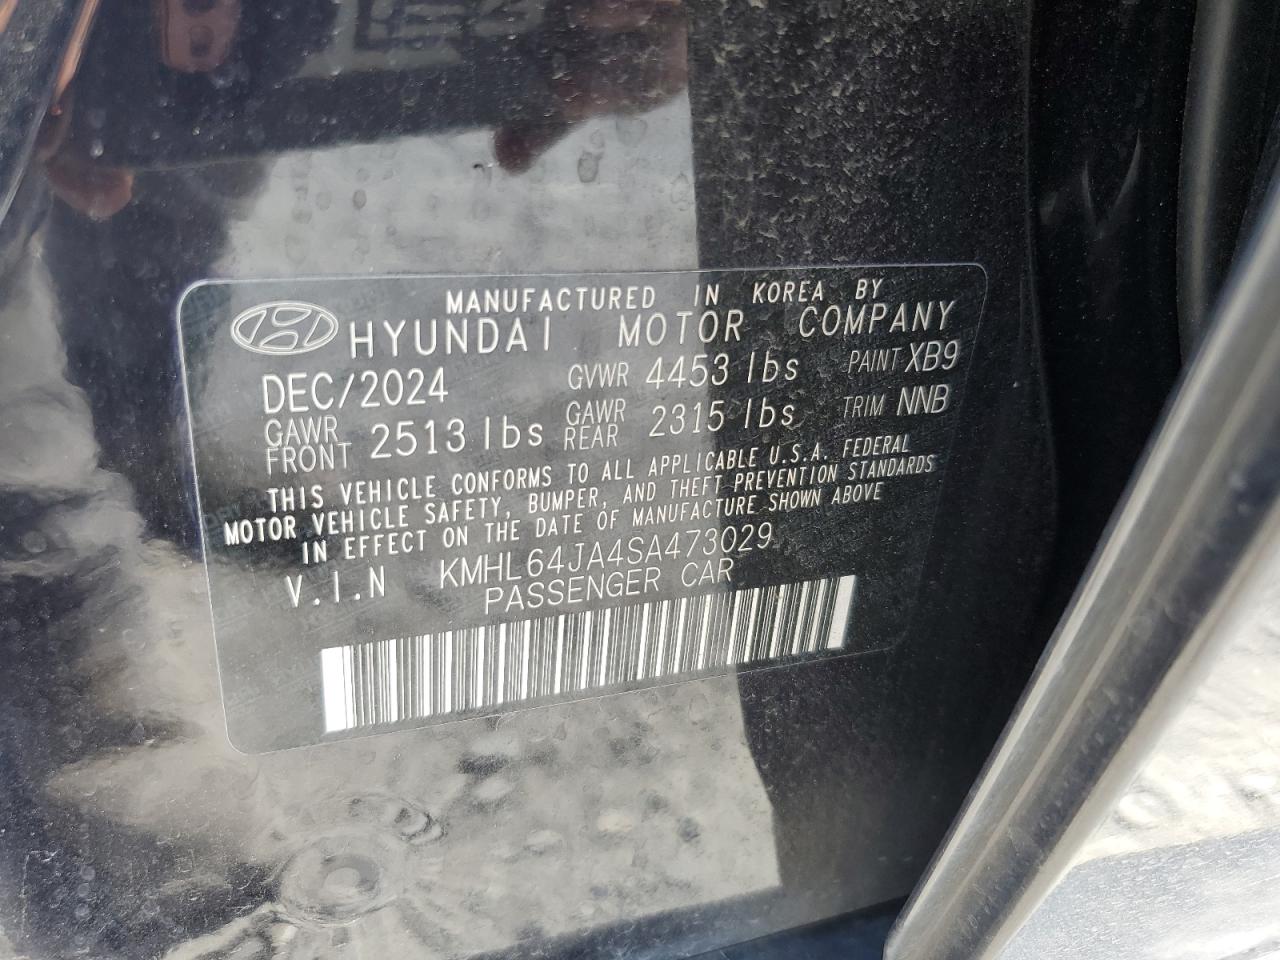 MANUFACTURED IN KOREA BY
HYUNDAI MOTOR COMPANY
DEC/2024 GVWR 4453 lbs PAINT XB9
GAWR FRONT 2513 lbs GAWR REAR 2315 lbs TRIM NNB
THIS VEHICLE CONFORMS TO ALL APPLICABLE U.S.A. FEDERAL
MOTOR VEHICLE SAFETY, BUMPER, AND THEFT PREVENTION STANDARDS
IN EFFECT ON THE DATE OF MANUFACTURE SHOWN ABOVE
V.I.N KMHL64JA4SA473029
PASSENGER CAR